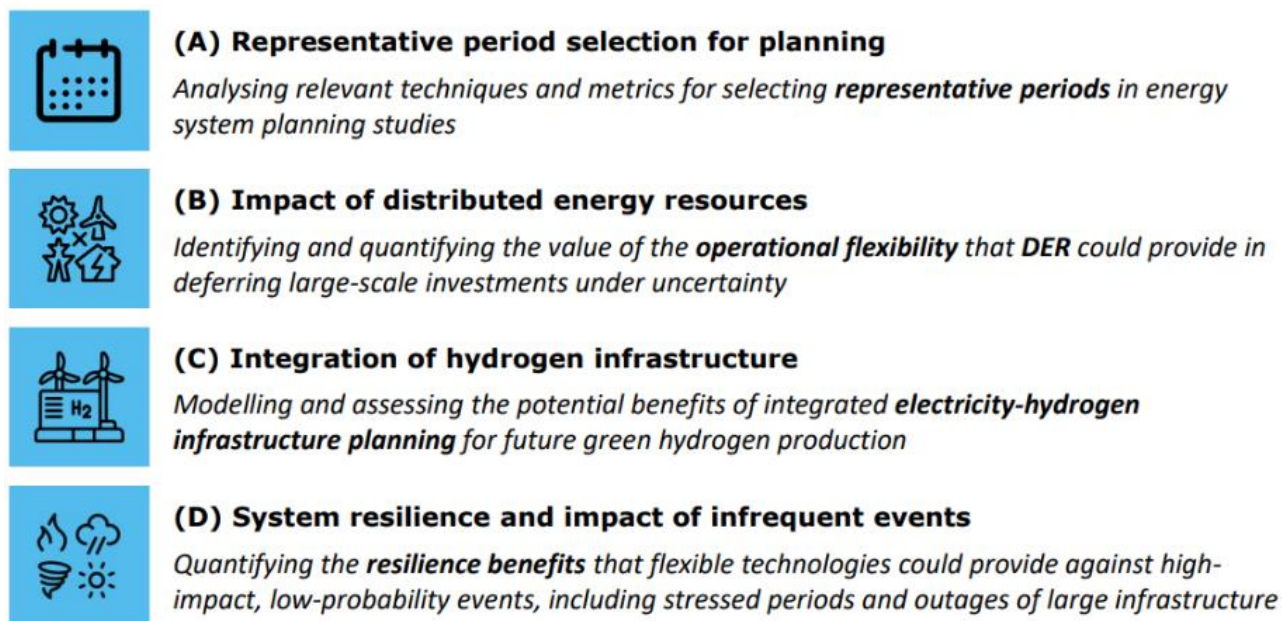 (A) Representative period selection for planning
Analysing relevant techniques and metrics for selecting representative periods in energy
system planning studies
(B) Impact of distributed energy resources
Identifying and quantifying the value of the operational flexibility that DER could provide in
deferring large-scale investments under uncertainty
(C) Integration of hydrogen infrastructure
H2
Modelling and assessing the potential benefits of integrated electricity-hydrogen
infrastructure planning for future green hydrogen production
(D) System resilience and impact of infrequent events
Quantifying the resilience benefits that flexible technologies could provide against high-
impact, low-probability events, including stressed periods and outages of large infrastructure